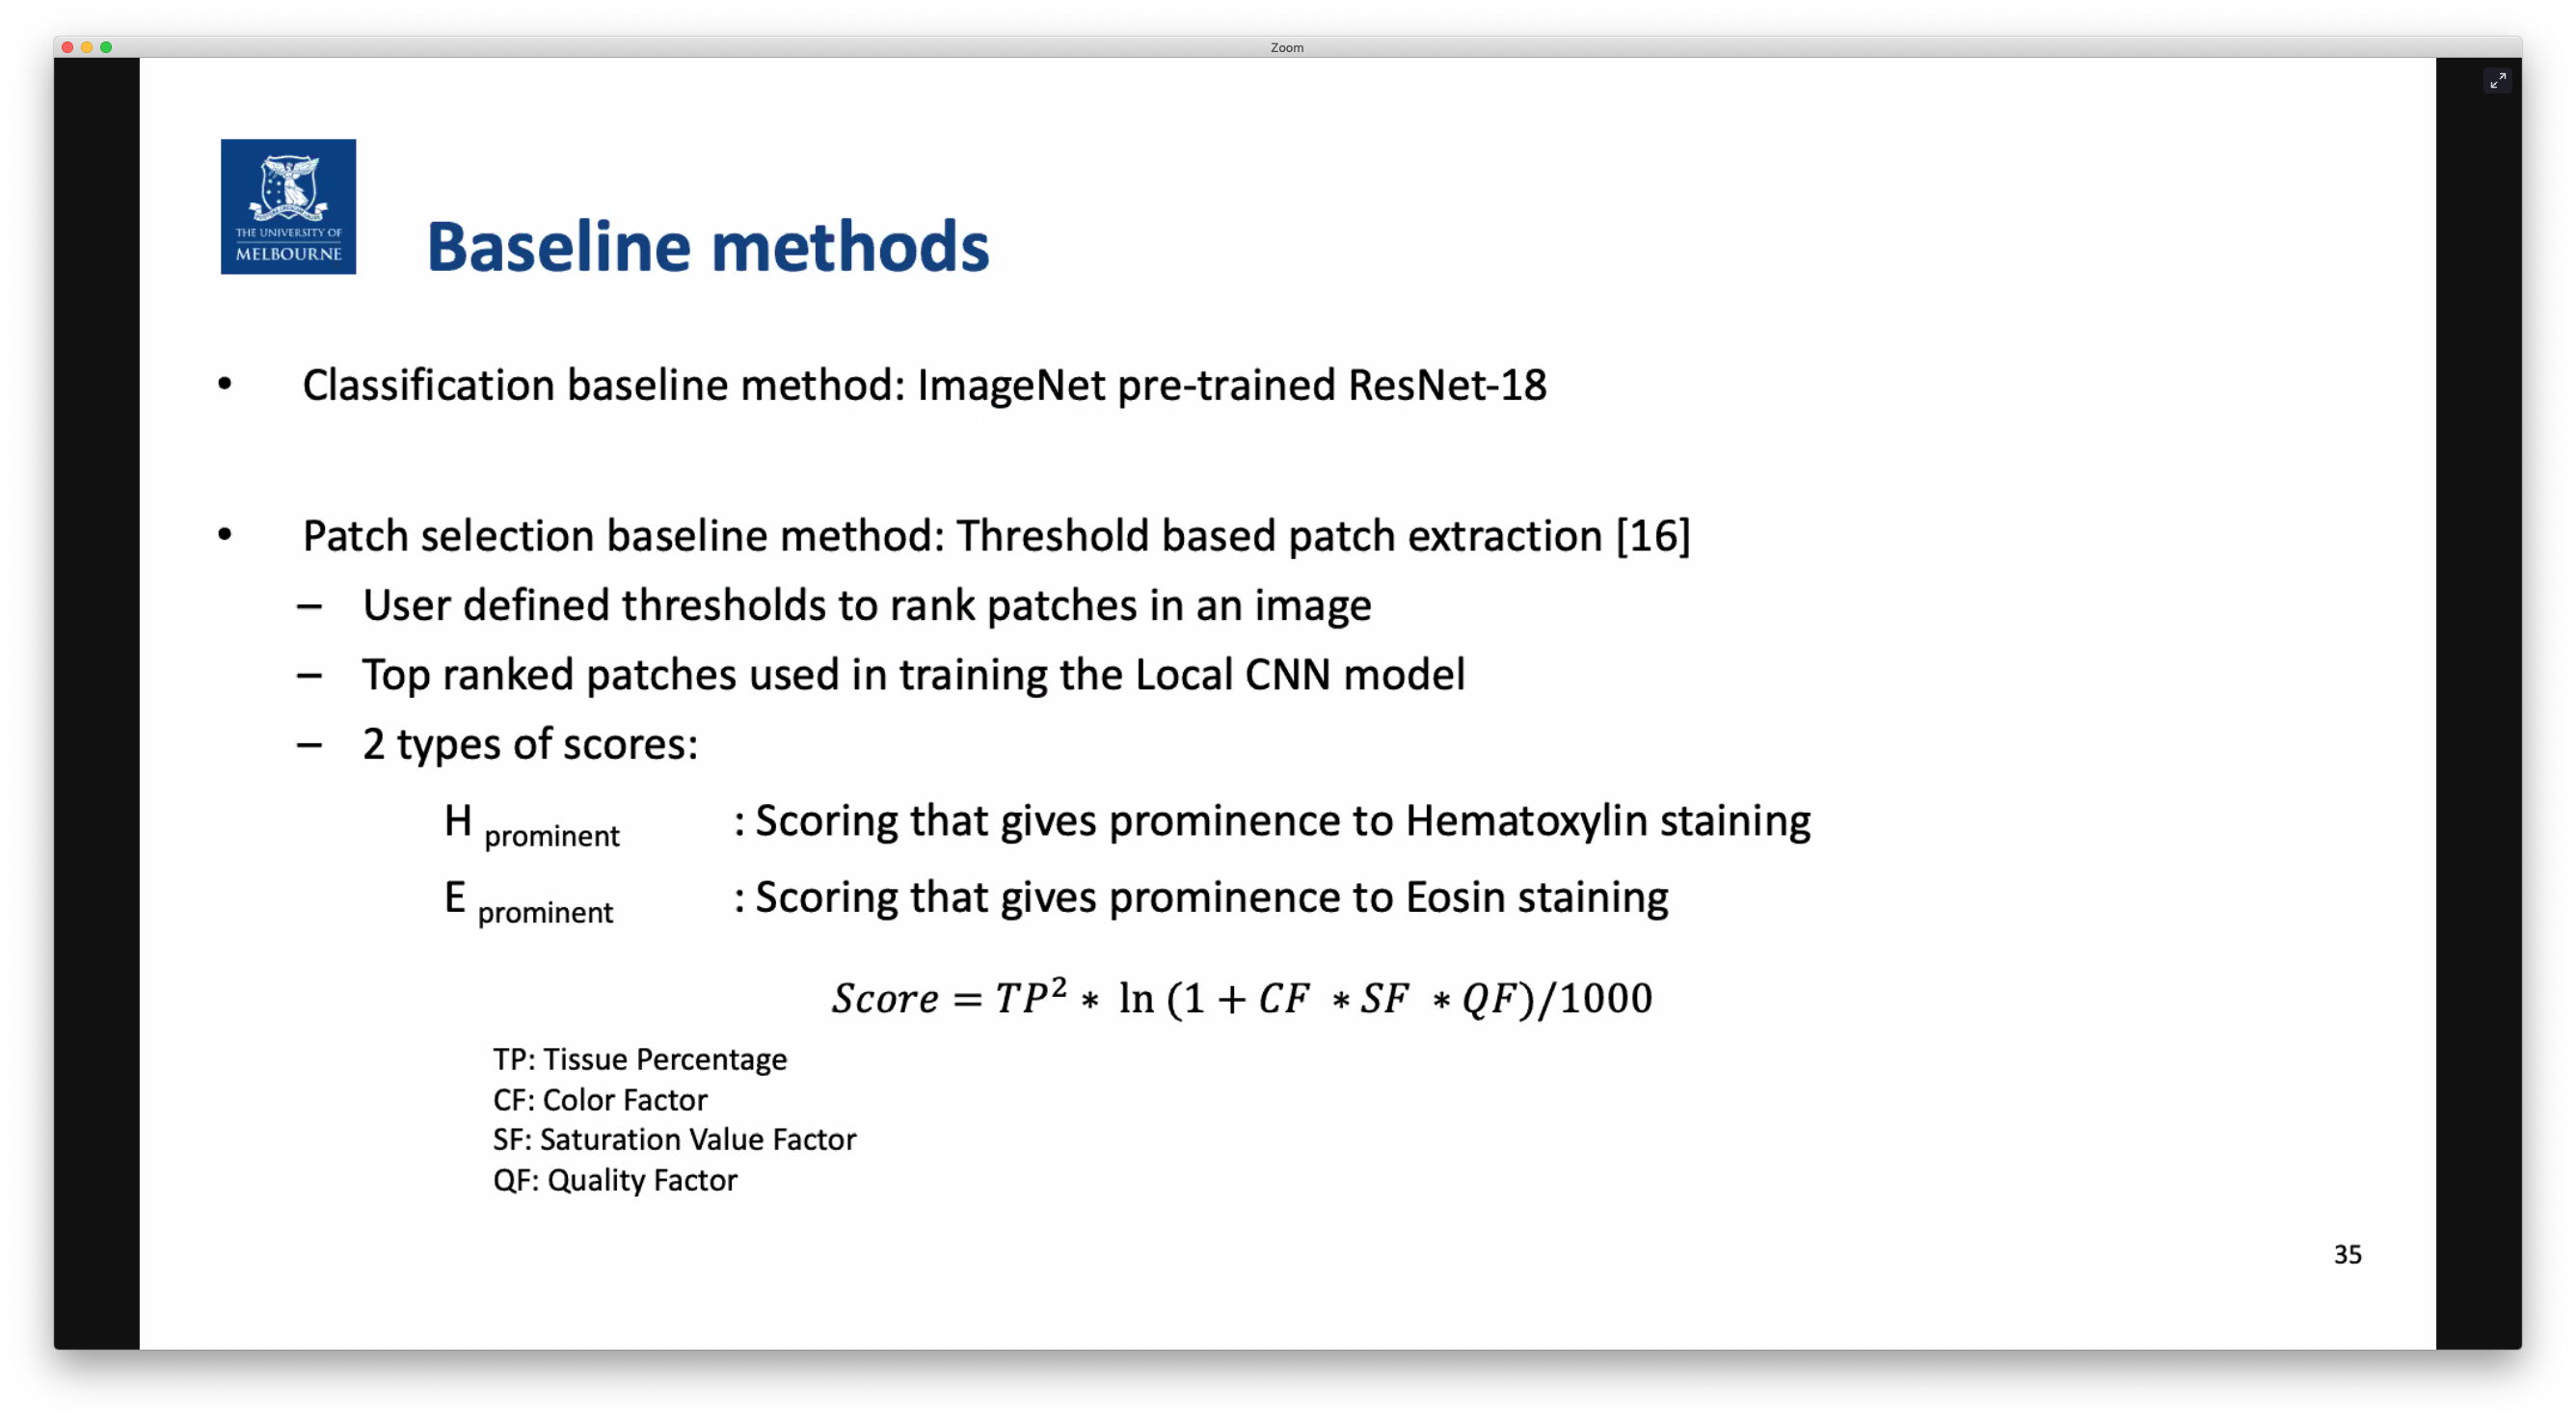 Zoom
THE UNIVERSITY OF
MELBOURNE
Baseline methods
• Classification baseline method: ImageNet pre-trained ResNet-18
• Patch selection baseline method: Threshold based patch extraction [16]
– User defined thresholds to rank patches in an image
– Top ranked patches used in training the Local CNN model
– 2 types of scores:
H prominent : Scoring that gives prominence to Hematoxylin staining
E prominent : Scoring that gives prominence to Eosin staining
Score = TP² * ln (1 + CF * SF * QF)/1000
TP: Tissue Percentage
CF: Color Factor
SF: Saturation Value Factor
QF: Quality Factor
35